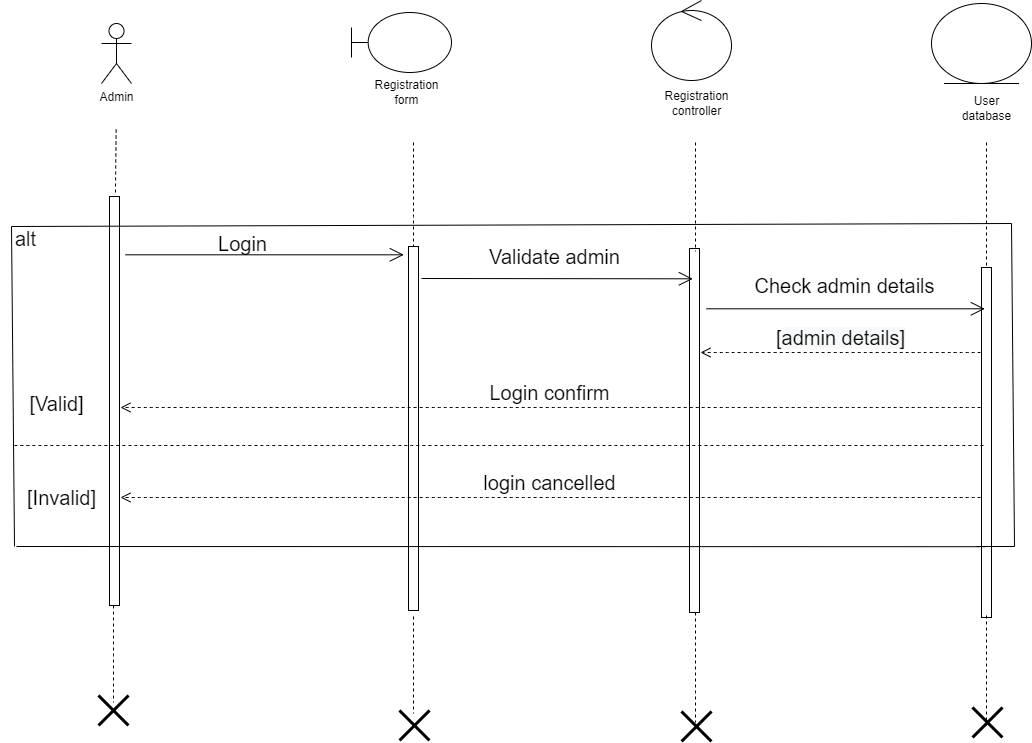 Admin
Registration
form
Registration
controller
User
database
alt
Login
Validate admin
Check admin details
[admin details]
[Valid]
Login confirm
[Invalid]
login cancelled